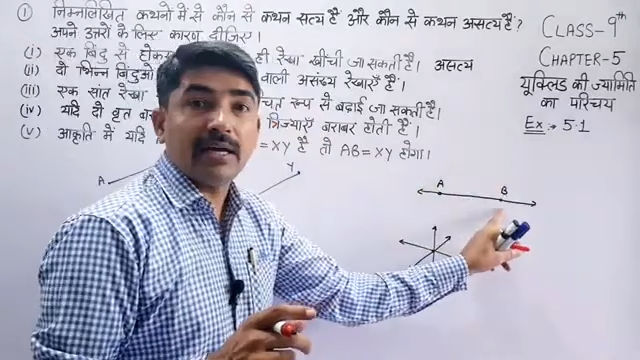 ① निम्नलिखित कथनों में से कौन से कथन सत्य हैं और कौन से कथन असत्य हैं?
अपने उत्तरों के लिए कारण दीजिए।
(i) एक बिंदु से ही रेखा खींची जा सकती है। असत्य
(ii) दो भिन्न बिंदुओं वाली असंख्य रेखाएँ हैं।
(iii) एक सांत रेखा रूप से बढ़ाई जा सकती है।
(iv) यदि दो वृत्त त्रिज्याएँ बराबर होती हैं।
(v) आकृति में यदि = XY है तो AB = XY होगा।
CLASS-9th
CHAPTER-5
यूक्लिड की ज्यामिति
का परिचय
Ex:- 5.1
A
Y
A B